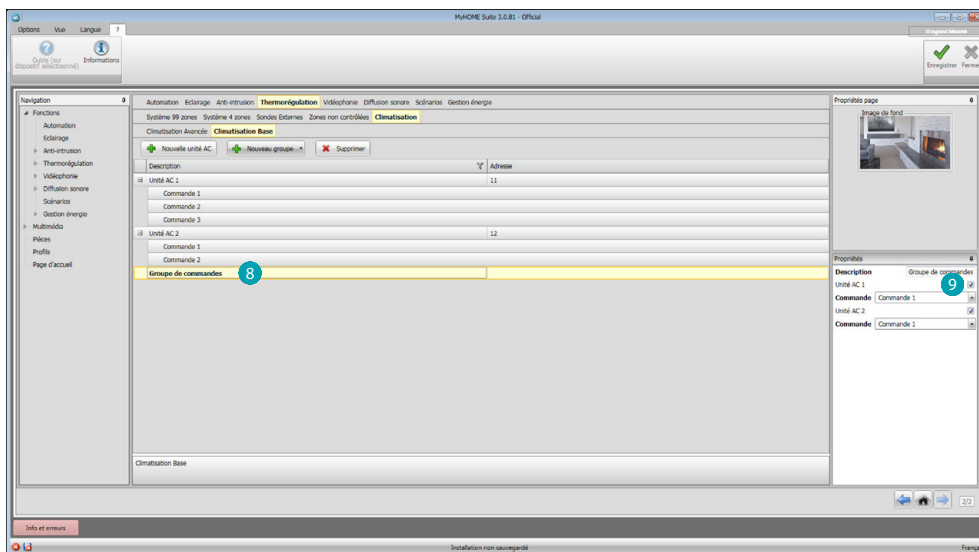 MyHOME Suite 3.0.81 - Official
Options Vue Langue ?
Guide (sur dispositif sélectionné)
Informations
Enregistrer Ferme
Navigation
Fonctions
Automation
Eclairage
Anti-intrusion
Thermorégulation
Vidéophonie
Diffusion sonore
Scénarios
Gestion énergie
Multimédia
Pièces
Profils
Page d'accueil
Automation Eclairage Anti-intrusion Thermorégulation Vidéophonie Diffusion sonore Scénarios Gestion énergie
Système 99 zones Système 4 zones Sondes Externes Zones non contrôlées Climatisation
Climatisation Avancée Climatisation Base
Nouvelle unité AC Nouveau groupe Supprimer
Description Adresse
Unité AC 1 11
Commande 1
Commande 2
Commande 3
Unité AC 2 12
Commande 1
Commande 2
Groupe de commandes 8
Climatisation Base
Propriétés page
Image de fond
Propriétés
Description Groupe de commandes
Unité AC 1 9
Commande Commande 1
Unité AC 2
Commande Commande 1
2/2
Info et erreurs
Installation non sauvegardé
França